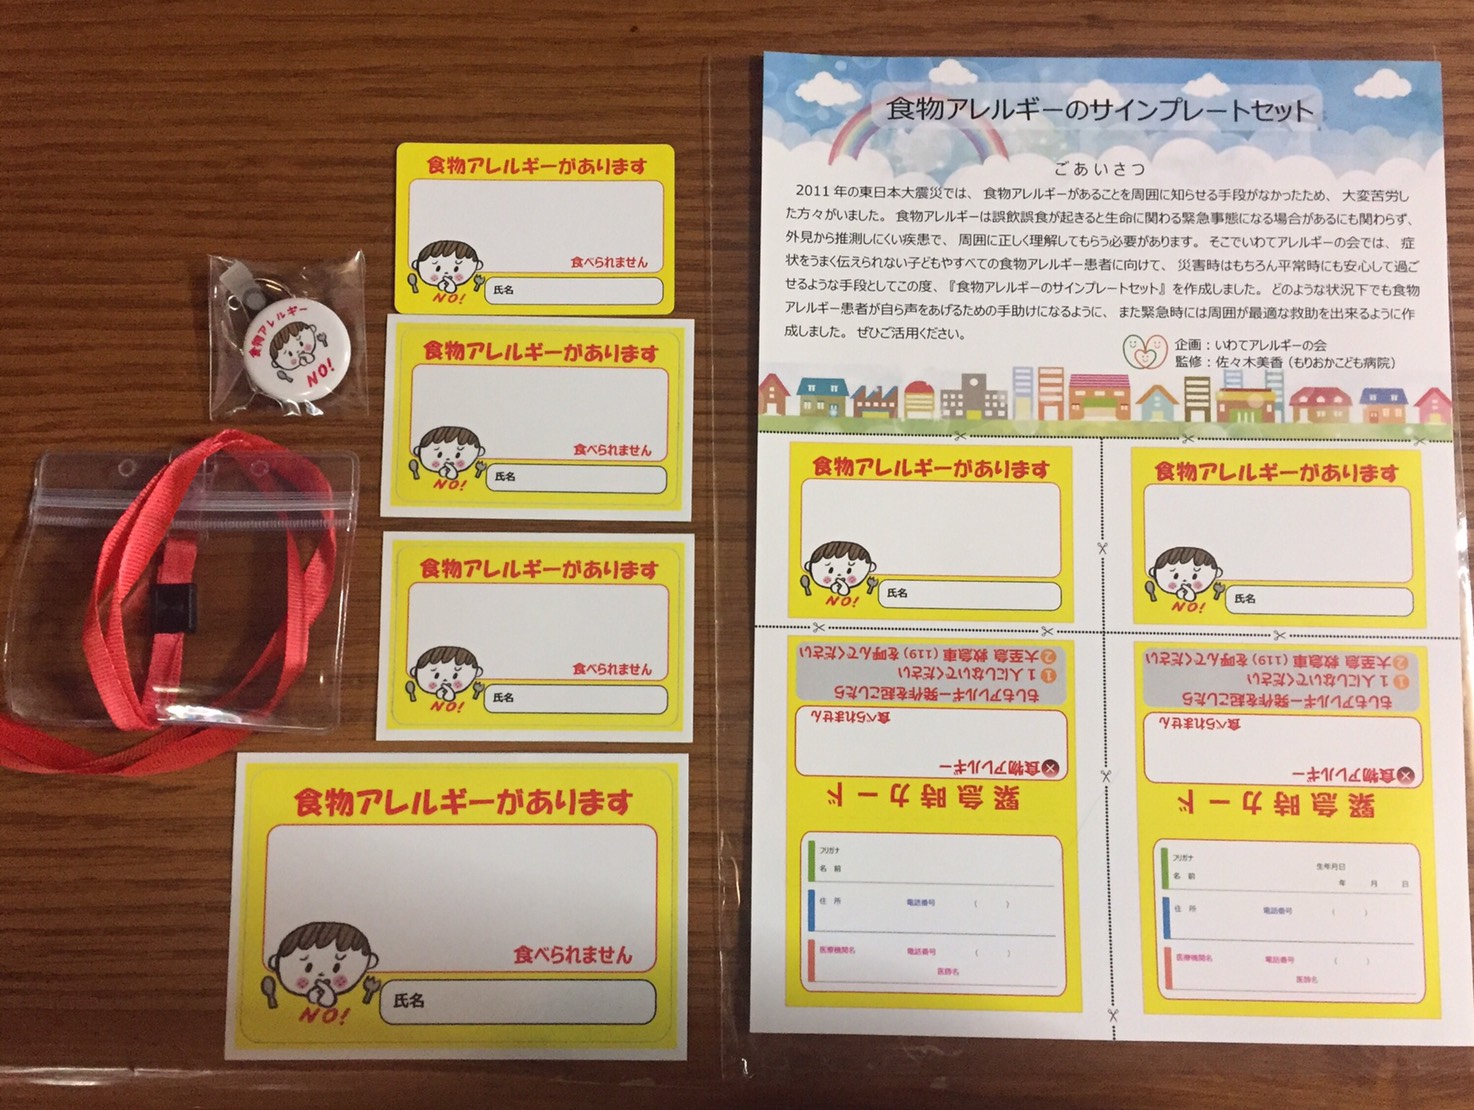 食物アレルギーがあります
食べられません
NO!
氏名
食物アレルギー
NO!
食物アレルギーがあります
食べられません
NO!
氏名
食物アレルギーがあります
食べられません
NO!
氏名
食物アレルギーがあります
食べられません
NO!
氏名
食物アレルギーのサインプレートセット
ごあいさつ
2011年の東日本大震災では、食物アレルギーがあることを周囲に知らせる手段がなかったため、大変苦労し
た方々がいました。食物アレルギーは誤飲誤食が起きると生命に関わる緊急事態になる場合があるにも関わらず、
外見から推測しにくい疾患で、周囲に正しく理解してもらう必要があります。そこでいわてアレルギーの会では、症
状をうまく伝えられない子どもやすべての食物アレルギー患者に向けて、災害時はもちろん平常時にも安心して過ご
せるような手段としてこの度、『食物アレルギーのサインプレートセット』を作成しました。どのような状況下でも食物
アレルギー患者が自ら声をあげるための手助けになるように、また緊急時には周囲が最適な救助を出来るように作
成しました。ぜひご活用ください。
企画：いわてアレルギーの会
監修：佐々木美香（もりおかこども病院）
食物アレルギーがあります
NO!
氏名
食物アレルギーがあります
NO!
氏名
緊急時カード
食物アレルギー
食べられません
もしもアレルギー発作を起こしたら
1 1人にしないでください
2 大至急 救急車（119）を呼んでください
フリガナ
名 前
住 所 電話番号 （ ）
医療機関名 電話番号 （ ）
医師名
緊急時カード
食物アレルギー
食べられません
もしもアレルギー発作を起こしたら
1 1人にしないでください
2 大至急 救急車（119）を呼んでください
フリガナ 生年月日
名 前 年 月 日
住 所 電話番号 （ ）
医療機関名 電話番号 （ ）
医師名